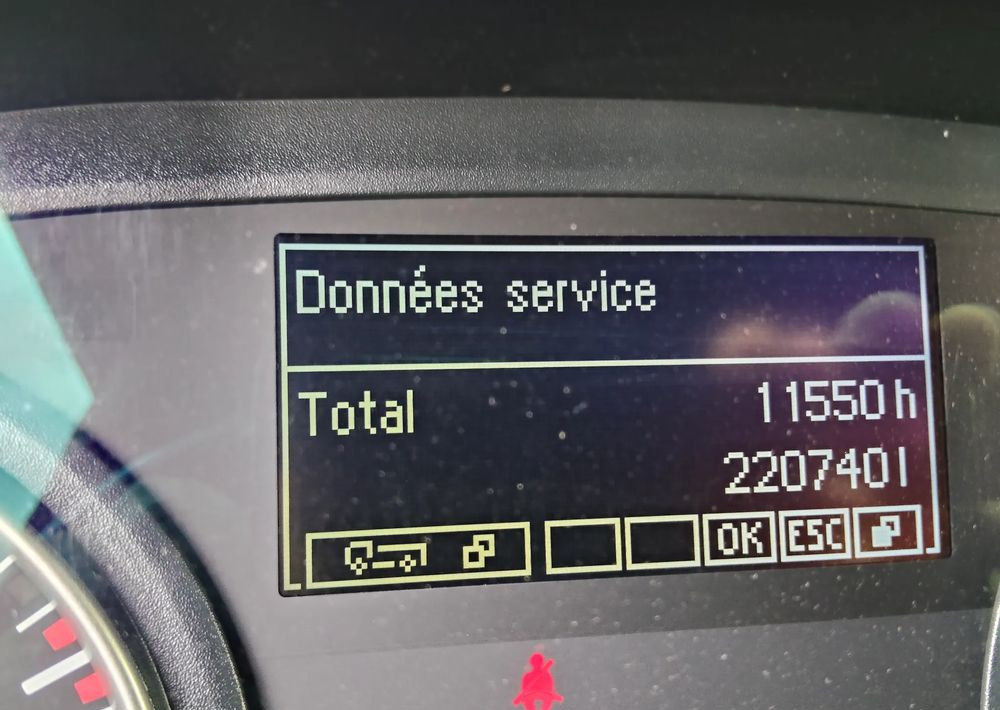 Données service
Total 11550 h
220740 l
OK ESC